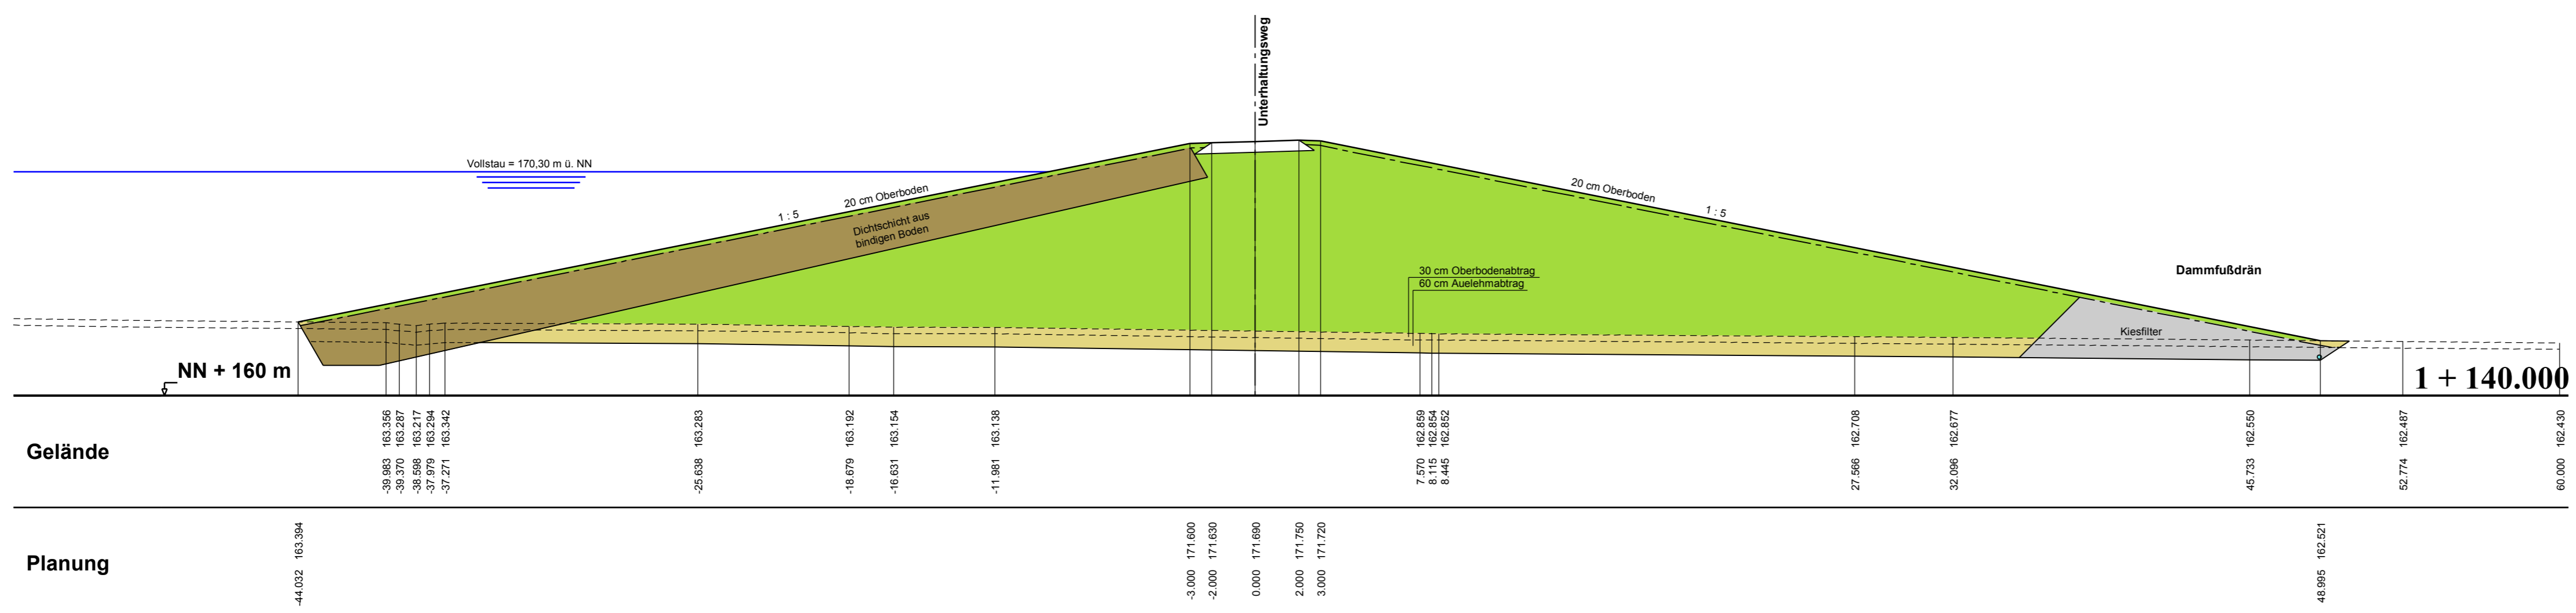 Unterhaltungsweg
Vollstau = 170,30 m ü. NN
20 cm Oberboden
1 : 5
Dichtschicht aus
bindigen Boden
20 cm Oberboden
1 : 5
30 cm Oberbodenabtrag
60 cm Auelehmabtrag
Dammfußdrän
Kiesfilter
NN + 160 m
1 + 140.000
Gelände
-39.983 163.356
-39.370 163.287
-38.598 163.217
-37.979 163.294
-37.271 163.342
-25.638 163.283
-18.679 163.192
-16.631 163.154
-11.981 163.138
7.570 162.859
8.115 162.854
8.445 162.852
27.566 162.708
32.096 162.677
45.733 162.550
52.774 162.487
60.000 162.430
Planung
-44.032 163.394
-3.000 171.600
-2.000 171.630
0.000 171.690
2.000 171.750
3.000 171.720
48.995 162.521